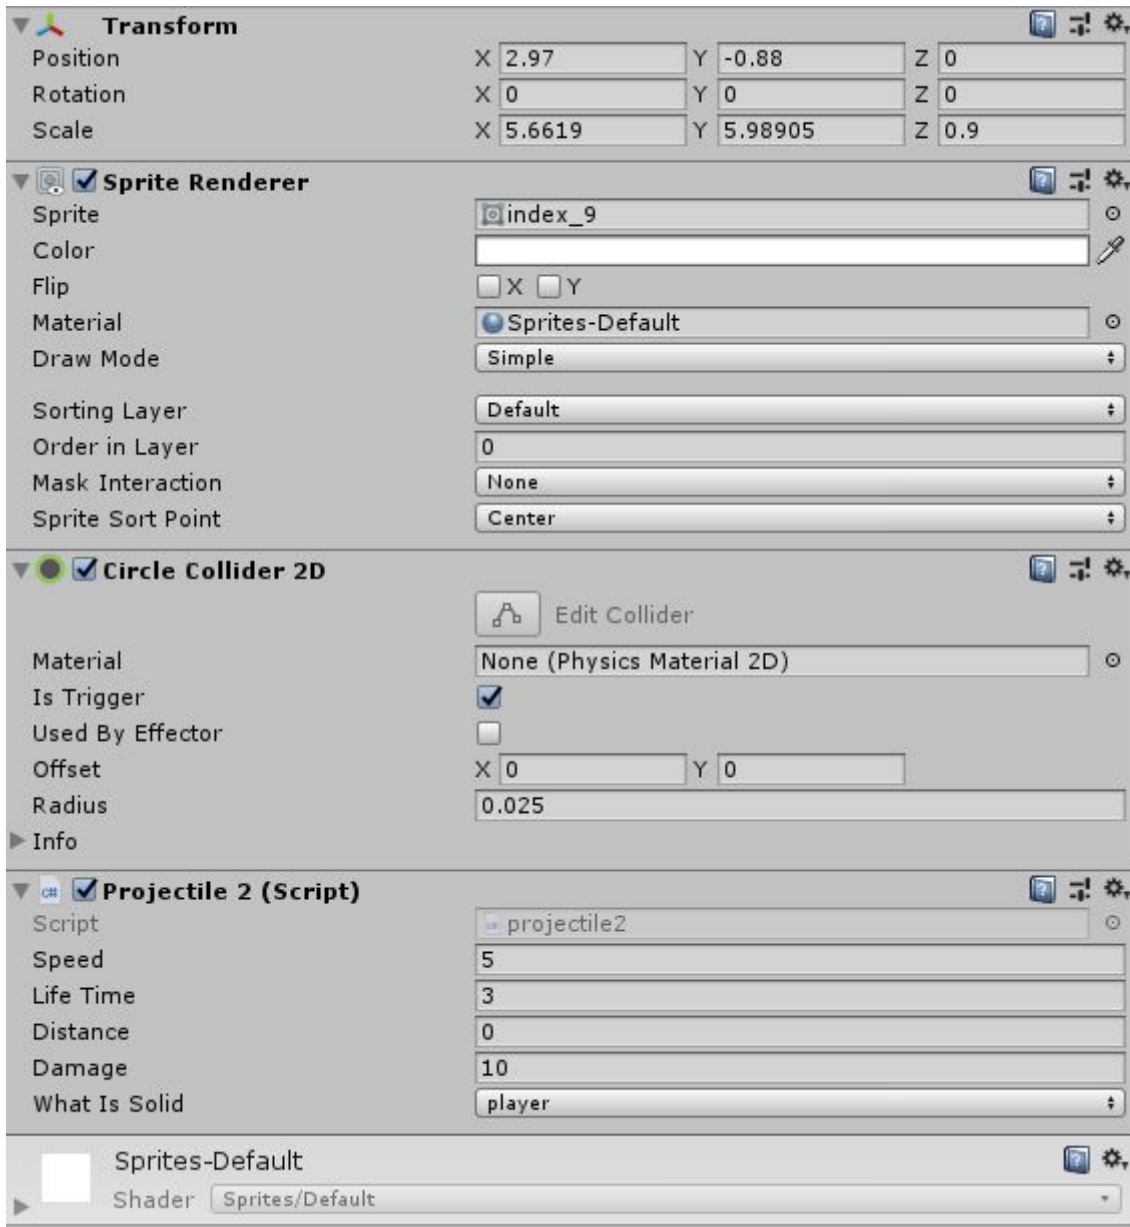 Transform
Position X 2.97 Y -0.88 Z 0
Rotation X 0 Y 0 Z 0
Scale X 5.6619 Y 5.98905 Z 0.9
Sprite Renderer
Sprite index_9
Color
Flip X Y
Material Sprites-Default
Draw Mode Simple
Sorting Layer Default
Order in Layer 0
Mask Interaction None
Sprite Sort Point Center
Circle Collider 2D
Edit Collider
Material None (Physics Material 2D)
Is Trigger
Used By Effector
Offset X 0 Y 0
Radius 0.025
Info
C# Projectile 2 (Script)
Script projectile2
Speed 5
Life Time 3
Distance 0
Damage 10
What Is Solid player
Sprites-Default
Shader Sprites/Default